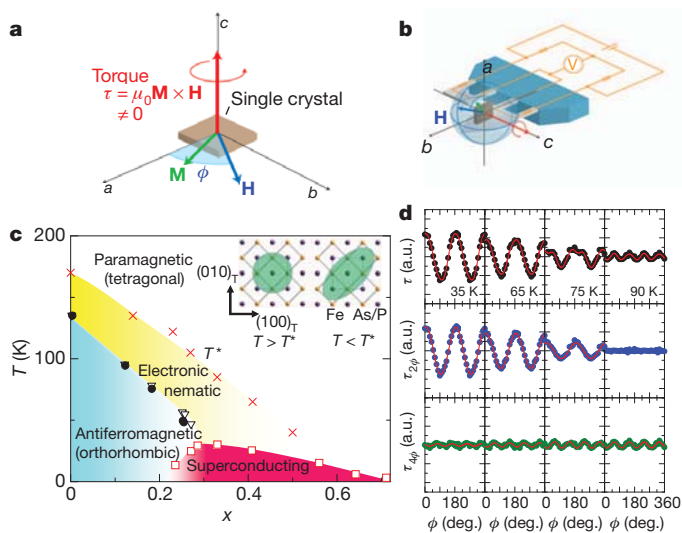 a
c
Torque
τ = μ0M × H
≠ 0
Single crystal
M
ϕ
H
a
b
b
V
a
H
b
c
c
200
100
0
T (K)
Paramagnetic
(tetragonal)
(010)T
(100)T
Fe As/P
T > T*
T < T*
T*
Electronic
nematic
Antiferromagnetic
(orthorhombic)
Superconducting
0
0.2
0.4
0.6
x
d
τ (a.u.)
35 K
65 K
75 K
90 K
τ2ϕ (a.u.)
τ4ϕ (a.u.)
0 180 0 180 0 180 0 180 360
ϕ (deg.) ϕ (deg.) ϕ (deg.) ϕ (deg.)